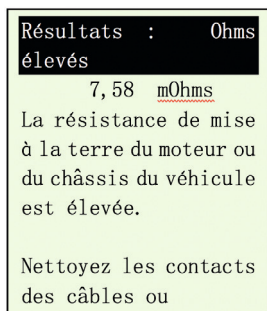 Résultats : Ohms
élevés
7,58 mOhms
La résistance de mise
à la terre du moteur ou
du châssis du véhicule
est élevée.
Nettoyez les contacts
des câbles ou